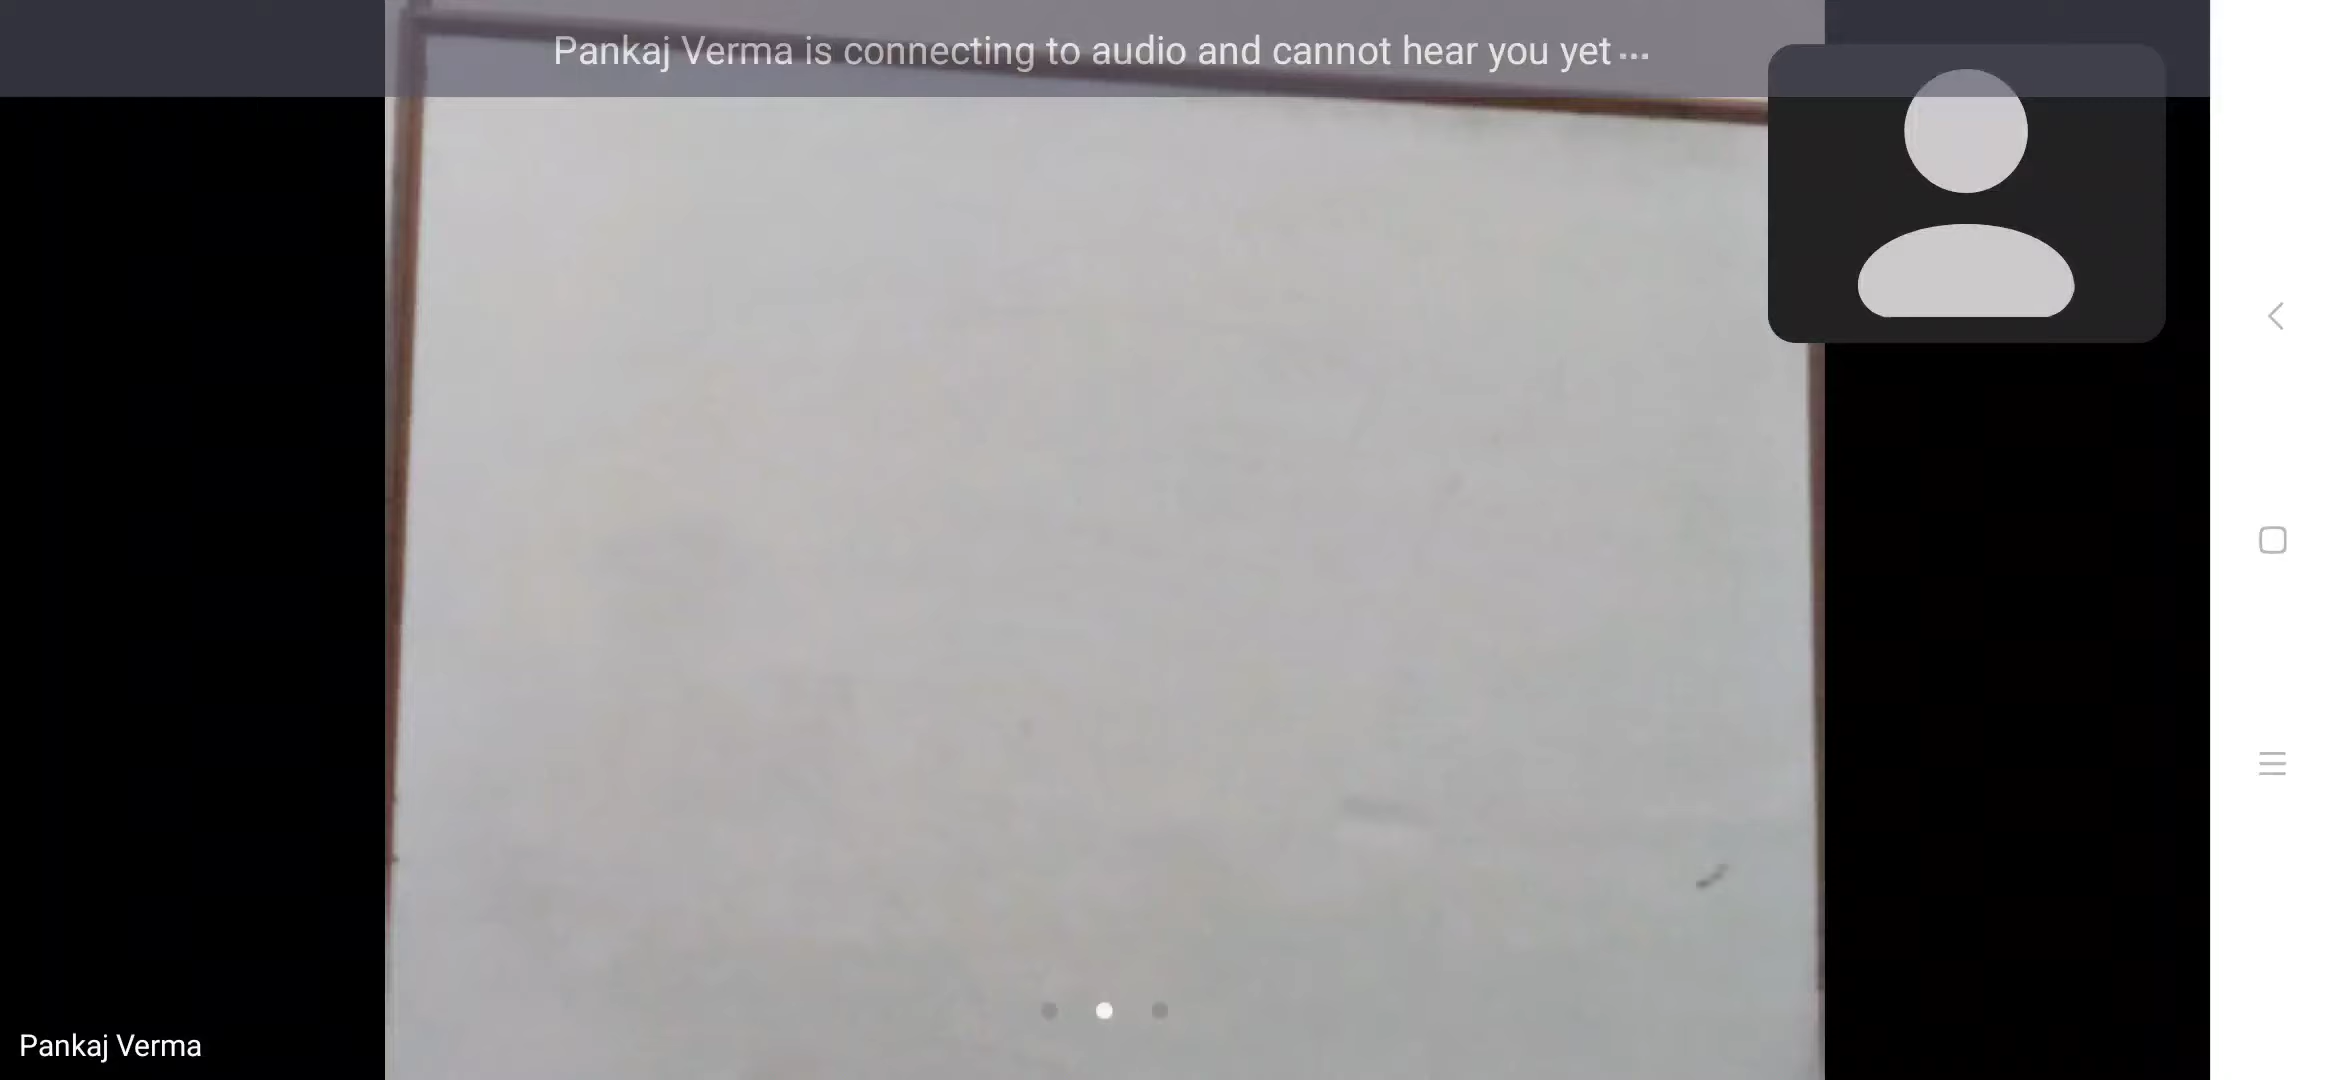 Pankaj Verma is connecting to audio and cannot hear you yet ...
Pankaj Verma